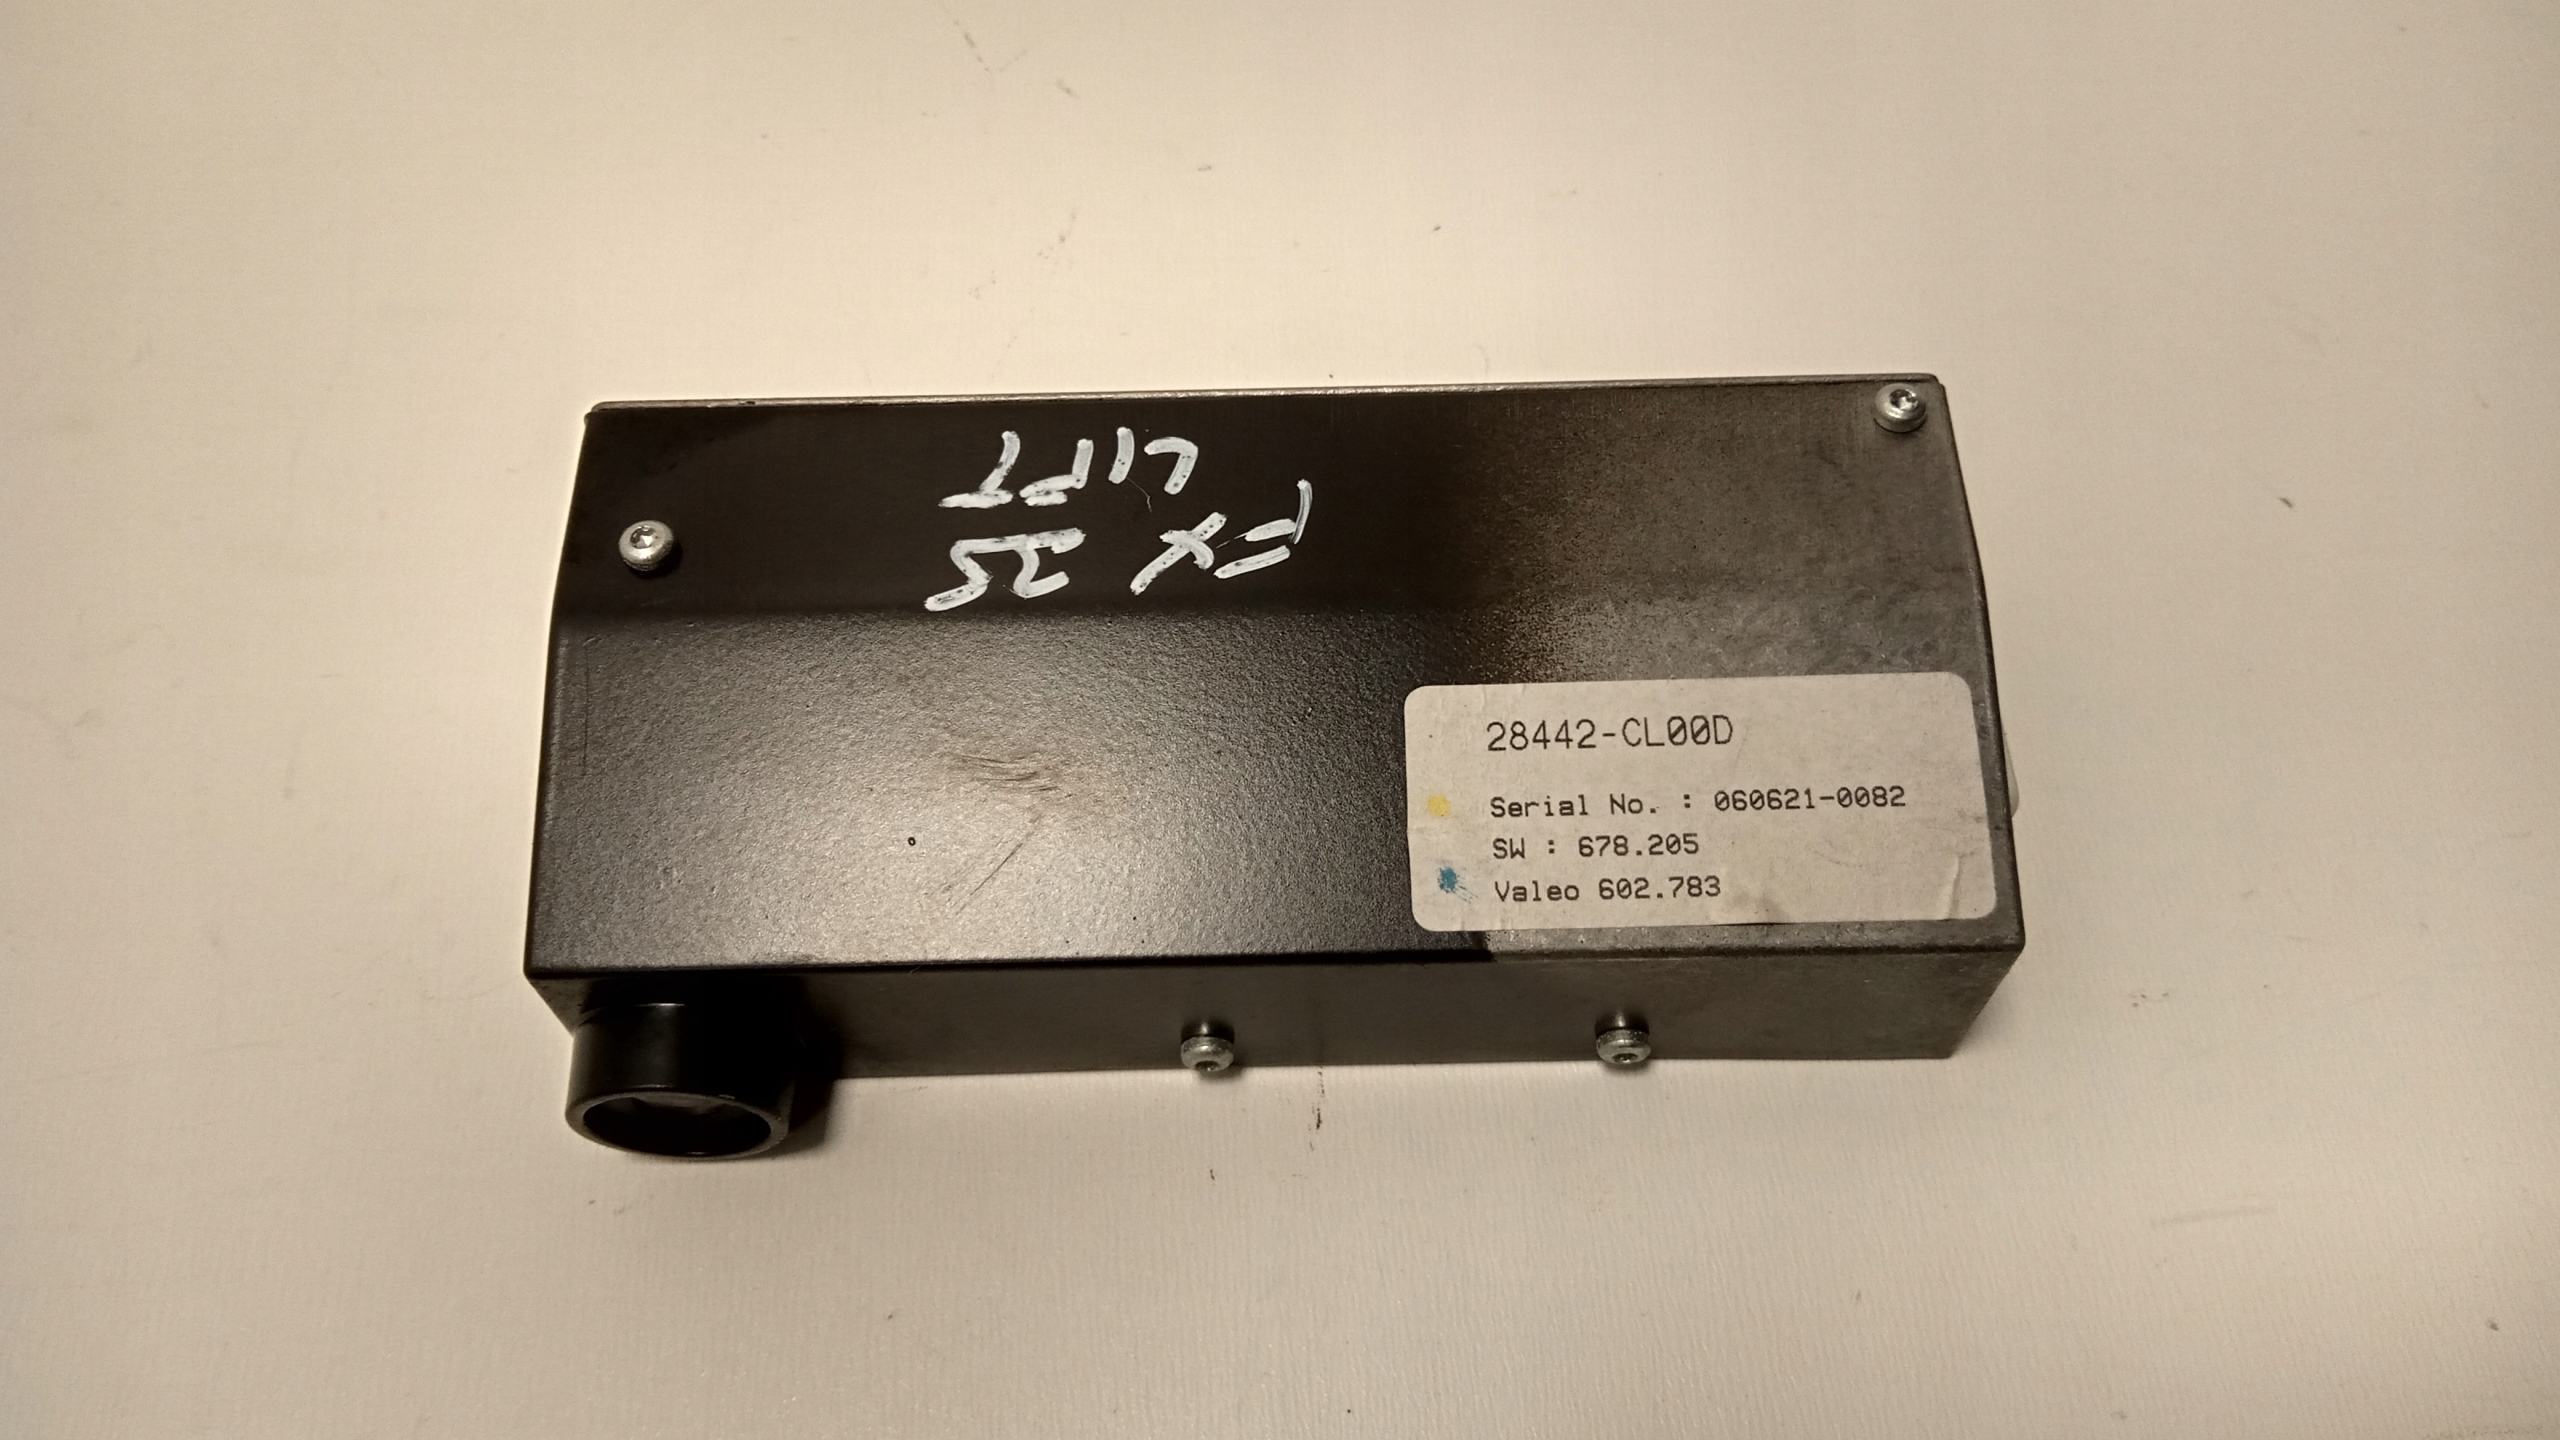 FX 35
LIFT
28442-CL00D
Serial No. : 060621-0082
SW : 678.205
Valeo 602.783